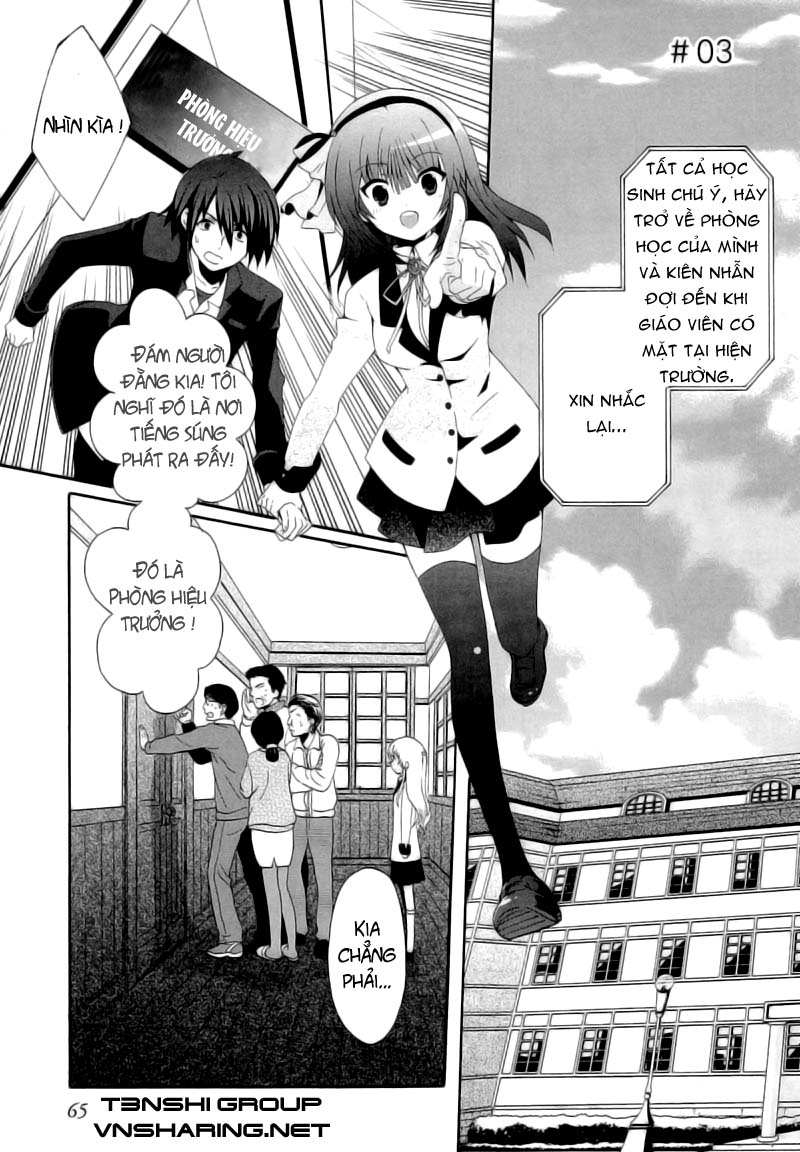 #03
TẤT CẢ HỌC
SINH CHÚ Ý, HÃY
TRỞ VỀ PHÒNG
HỌC CỦA MÌNH
VÀ KIÊN NHẪN
ĐỢI ĐẾN KHI
GIÁO VIÊN CÓ
MẶT TẠI HIỆN
TRƯỜNG.
XIN NHẮC
LẠI...
NHÌN KÌA !
PHÒNG HIỆU
TRƯỞNG
ĐÁM NGƯỜI
ĐẰNG KIA! TÔI
NGHĨ ĐÓ LÀ NƠI
TIẾNG SÚNG
PHÁT RA ĐẤY!
ĐÓ LÀ
PHÒNG HIỆU
TRƯỞNG !
KIA
CHẲNG
PHẢI...
65
T3NSHI GROUP
VNSHARING.NET